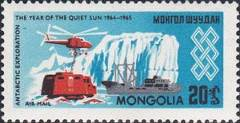 THE YEAR OF THE QUIET SUN 1964-1965
МОНГОЛ ШУУДАН
ANTARCTIC EXPLORATION
AIR MAIL
MONGOLIA
20